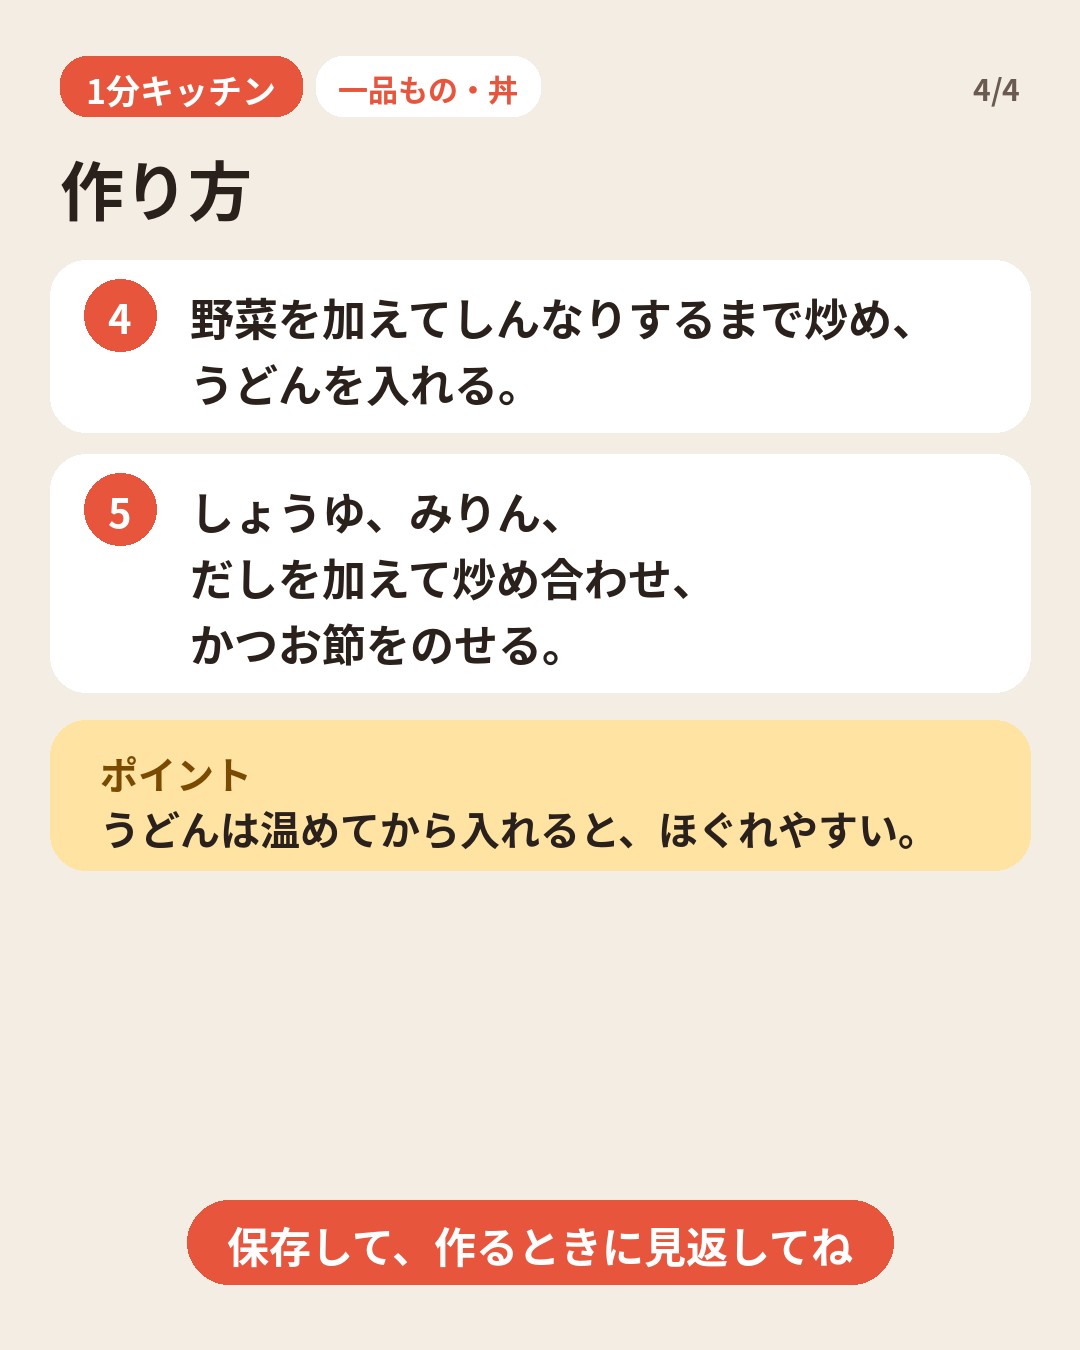 1分キッチン
一品もの・丼
4/4
作り方
4
野菜を加えてしんなりするまで炒め、
うどんを入れる。
5
しょうゆ、みりん、
だしを加えて炒め合わせ、
かつお節をのせる。
ポイント
うどんは温めてから入れると、ほぐれやすい。
保存して、作るときに見返してね